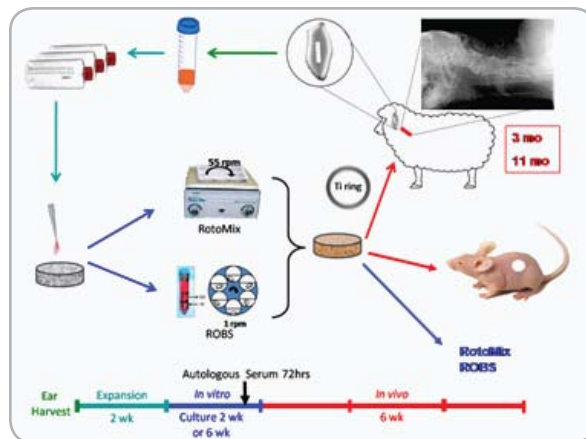 3 mo
11 mo
55 rpm
RotoMix
Ti ring
1 rpm
ROBS
RotoMix
ROBS
Autologous Serum 72hrs
Ear
Harvest
Expansion
2 wk
In vitro
Culture 2 wk
or 6 wk
In vivo
6 wk